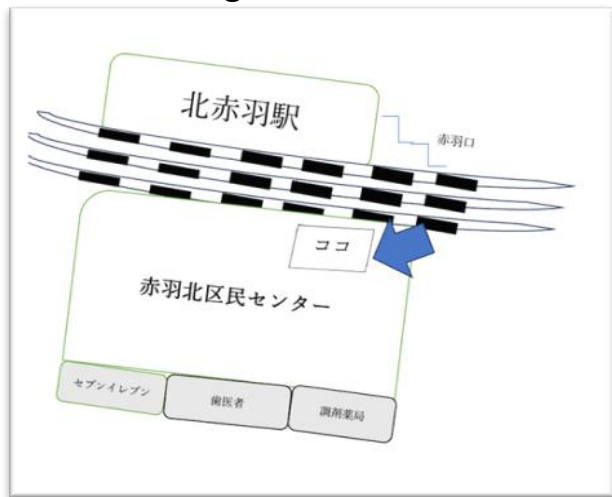 北赤羽駅
赤羽口
ココ
赤羽北区民センター
セブンイレブン
歯医者
調剤薬局